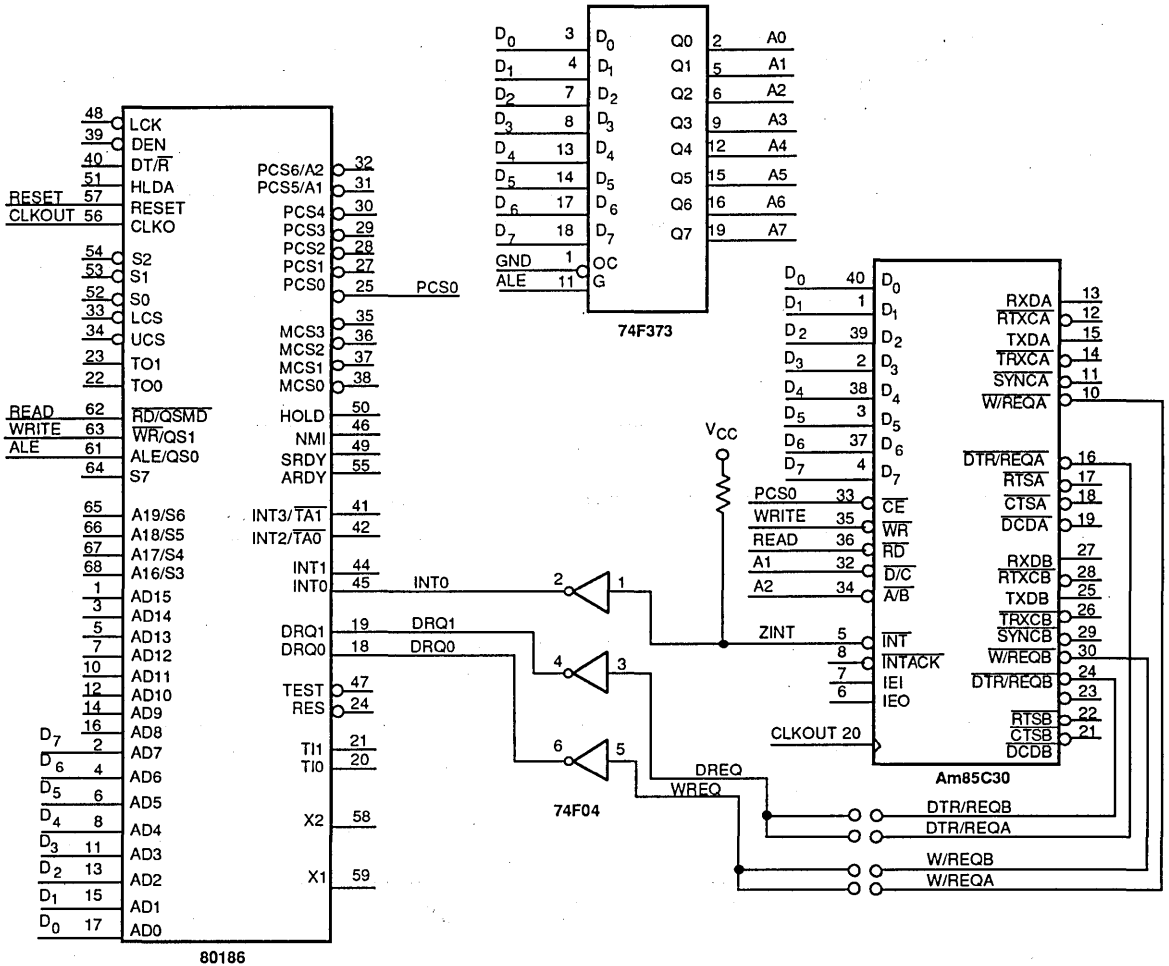 48 LCK
39 DEN
40 DT/R
51 HLDA
RESET 57 RESET
CLKOUT 56 CLKO
54 S2
53 S1
52 S0
33 LCS
34 UCS
23 TO1
22 TO0
READ 62 RD/QSMD
WRITE 63 WR/QS1
ALE 61 ALE/QS0
64 S7
65 A19/S6
66 A18/S5
67 A17/S4
68 A16/S3
1 AD15
3 AD14
5 AD13
7 AD12
10 AD11
12 AD10
14 AD9
16 AD8
D7 2 AD7
D6 4 AD6
D5 6 AD5
D4 8 AD4
D3 11 AD3
D2 13 AD2
D1 15 AD1
D0 17 AD0
PCS6/A2 32
PCS5/A1 31
PCS4 30
PCS3 29
PCS2 28
PCS1 27
PCS0 25 PCS0
MCS3 35
MCS2 36
MCS1 37
MCS0 38
HOLD 50
NMI 46
SRDY 49
ARDY 55
INT3/TA1 41
INT2/TA0 42
INT1 44
INT0 45 INT0
DRQ1 19 DRQ1
DRQ0 18 DRQ0
TEST 47
RES 24
TI1 21
TI0 20
X2 58
X1 59
80186
D0 3 D0 Q0 2 A0
D1 4 D1 Q1 5 A1
D2 7 D2 Q2 6 A2
D3 8 D3 Q3 9 A3
D4 13 D4 Q4 12 A4
D5 14 D5 Q5 15 A5
D6 17 D6 Q6 16 A6
D7 18 D7 Q7 19 A7
GND 1 OC
ALE 11 G
74F373
VCC
2 1
4 3
6 5
74F04
ZINT
DREQ
WREQ
D0 40 D0
D1 1 D1
D2 39 D2
D3 2 D3
D4 38 D4
D5 3 D5
D6 37 D6
D7 4 D7
PCS0 33 CE
WRITE 35 WR
READ 36 RD
A1 32 D/C
A2 34 A/B
5 INT
8 INTACK
7 IEI
6 IEO
CLKOUT 20
RXDA 13
RTXCA 12
TXDA 15
TRXCA 14
SYNCA 11
W/REQA 10
DTR/REQA 16
RTSA 17
CTSA 18
DCDA 19
RXDB 27
RTXCB 28
TXDB 25
TRXCB 26
SYNCB 29
W/REQB 30
DTR/REQB 24
23
RTSB 22
CTSB 21
DCDB
Am85C30
DTR/REQB
DTR/REQA
W/REQB
W/REQA